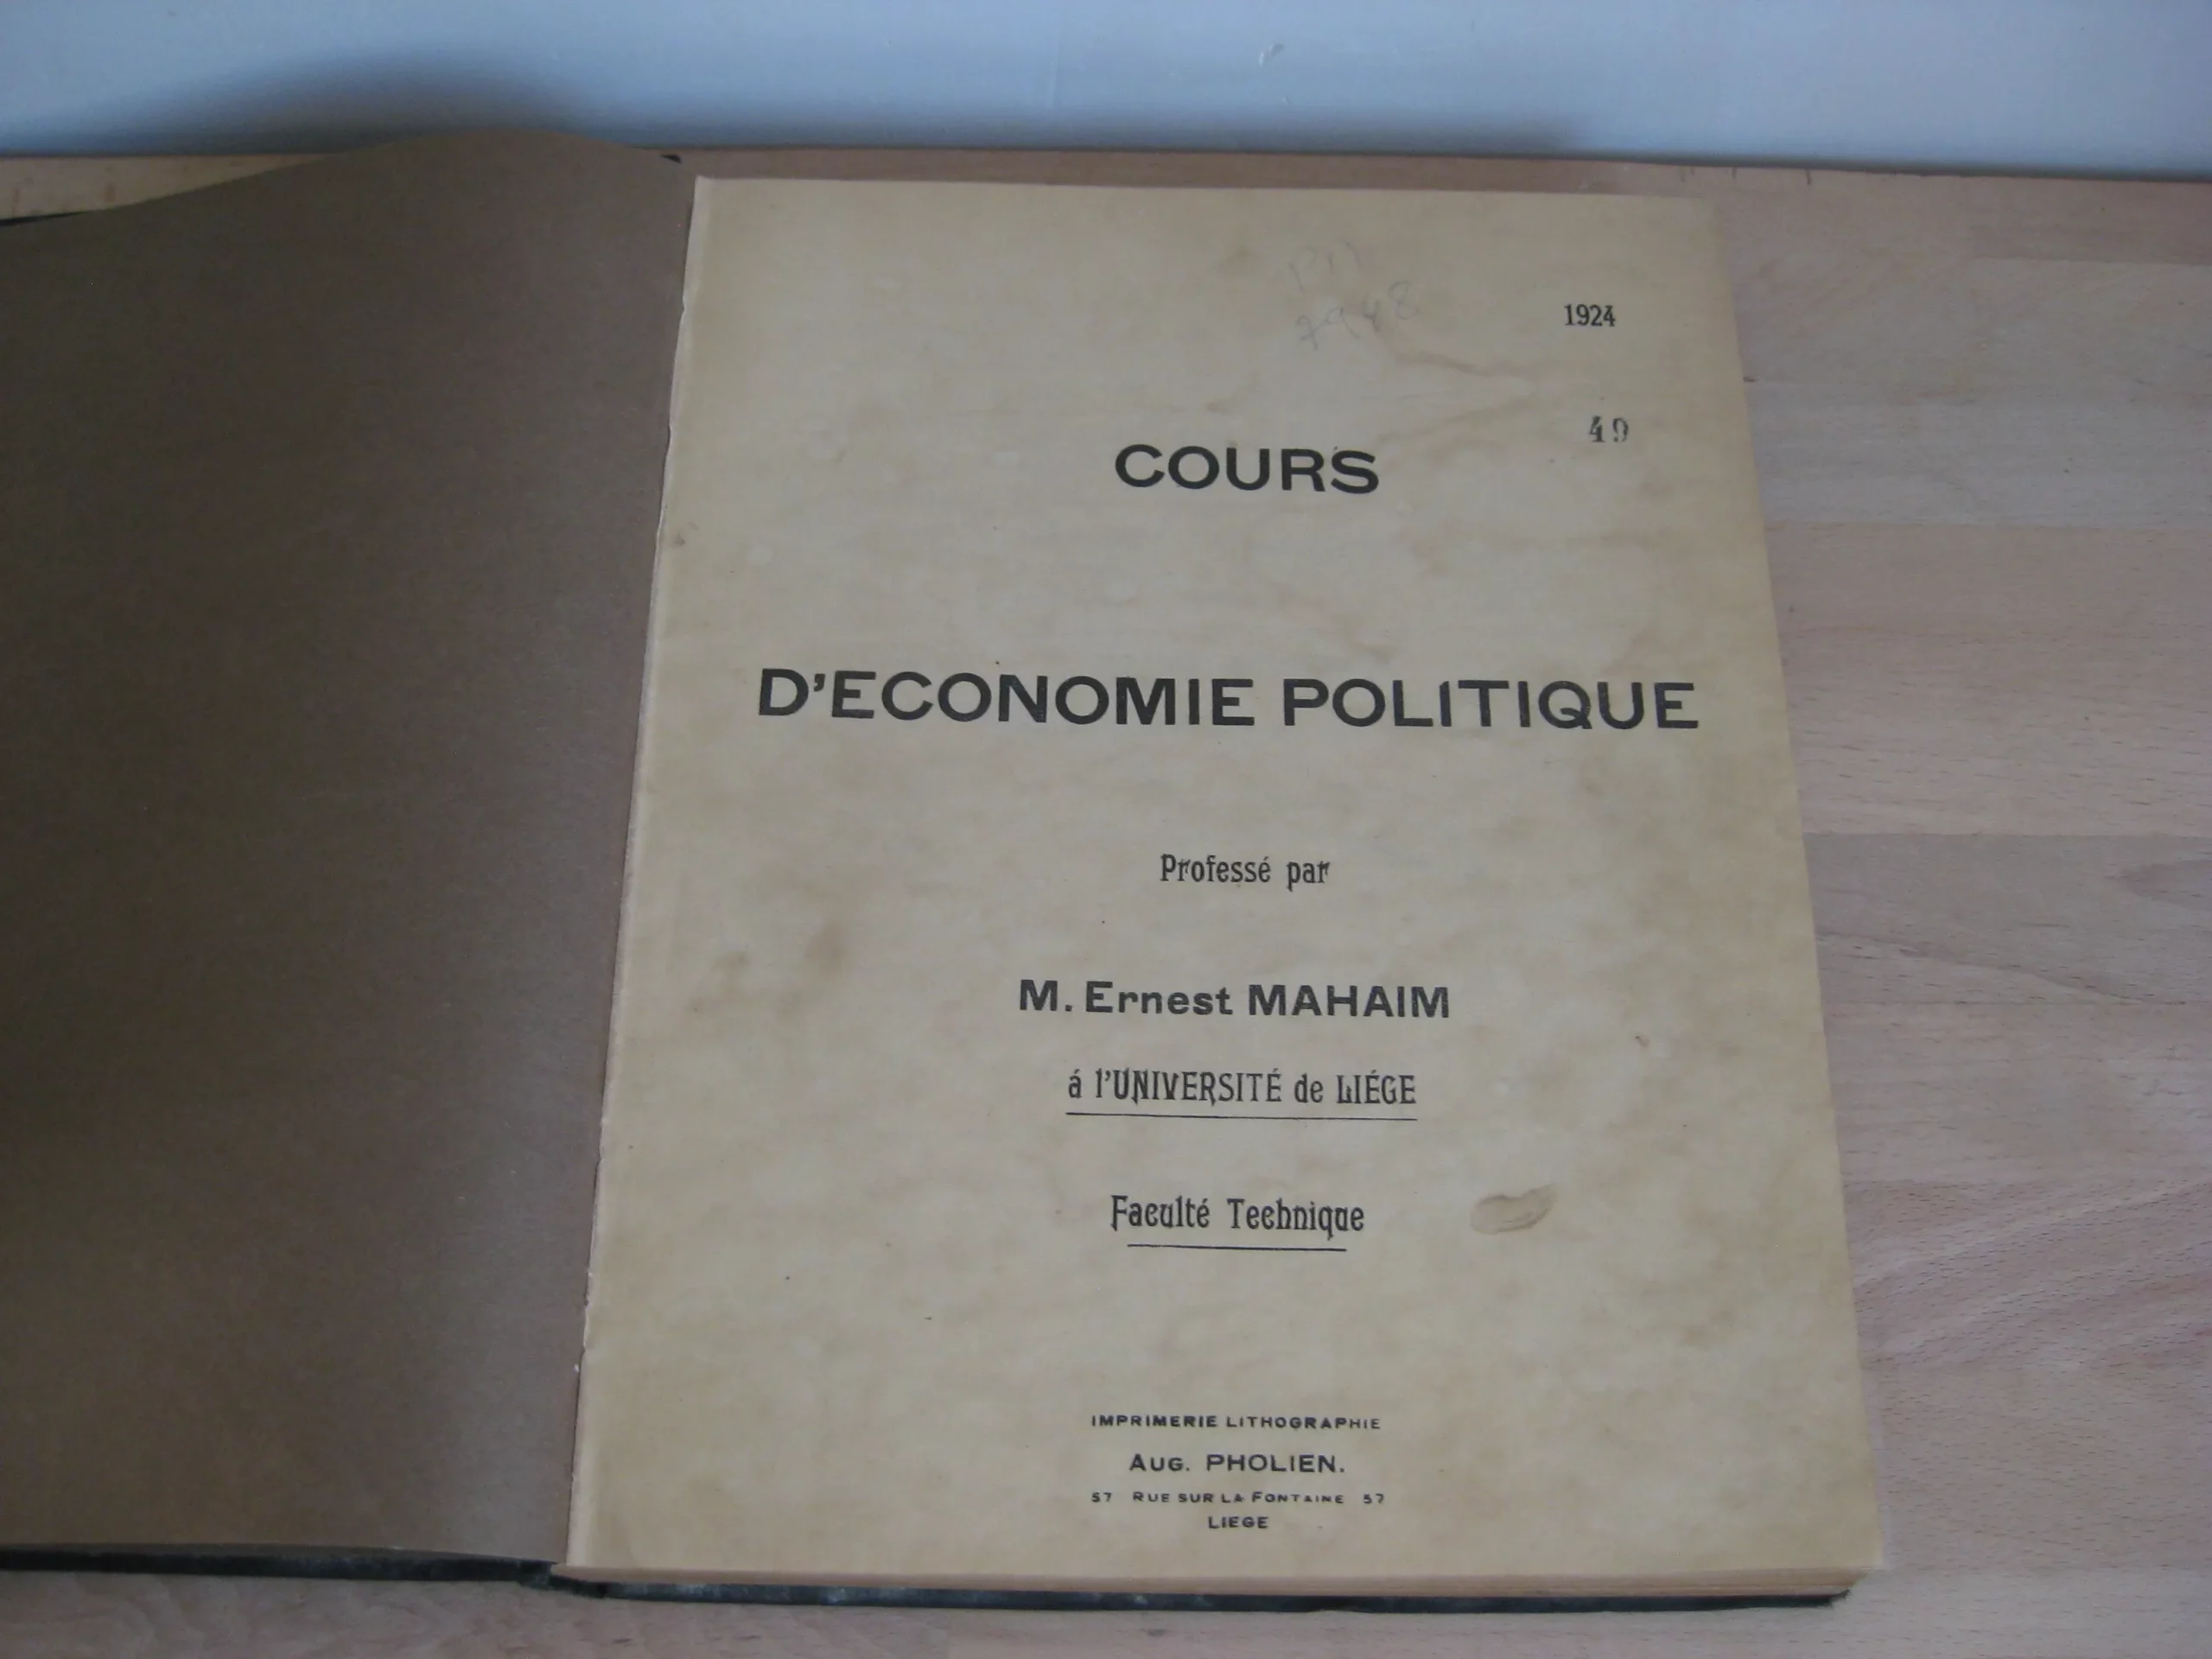 1924
49
COURS
D'ECONOMIE POLITIQUE
Professé par
M. Ernest MAHAIM
á l'UNIVERSITÉ de LIÉGE
Faculté Technique
IMPRIMERIE LITHOGRAPHIE
AUG. PHOLIEN.
57 RUE SUR LA FONTAINE 57
LIEGE